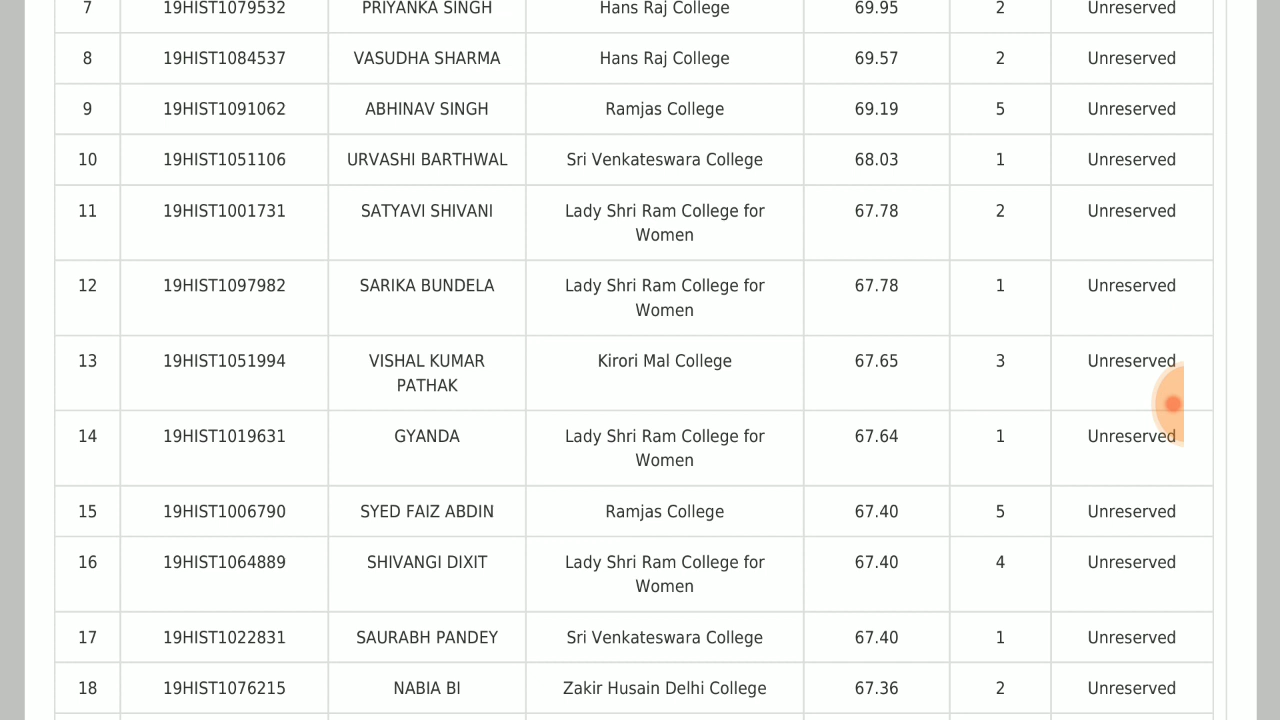 7 19HIST1079532 PRIYANKA SINGH Hans Raj College 69.95 2 Unreserved
8 19HIST1084537 VASUDHA SHARMA Hans Raj College 69.57 2 Unreserved
9 19HIST1091062 ABHINAV SINGH Ramjas College 69.19 5 Unreserved
10 19HIST1051106 URVASHI BARTHWAL Sri Venkateswara College 68.03 1 Unreserved
11 19HIST1001731 SATYAVI SHIVANI Lady Shri Ram College for 67.78 2 Unreserved
Women
12 19HIST1097982 SARIKA BUNDELA Lady Shri Ram College for 67.78 1 Unreserved
Women
13 19HIST1051994 VISHAL KUMAR Kirori Mal College 67.65 3 Unreserved
PATHAK
14 19HIST1019631 GYANDA Lady Shri Ram College for 67.64 1 Unreserved
Women
15 19HIST1006790 SYED FAIZ ABDIN Ramjas College 67.40 5 Unreserved
16 19HIST1064889 SHIVANGI DIXIT Lady Shri Ram College for 67.40 4 Unreserved
Women
17 19HIST1022831 SAURABH PANDEY Sri Venkateswara College 67.40 1 Unreserved
18 19HIST1076215 NABIA BI Zakir Husain Delhi College 67.36 2 Unreserved